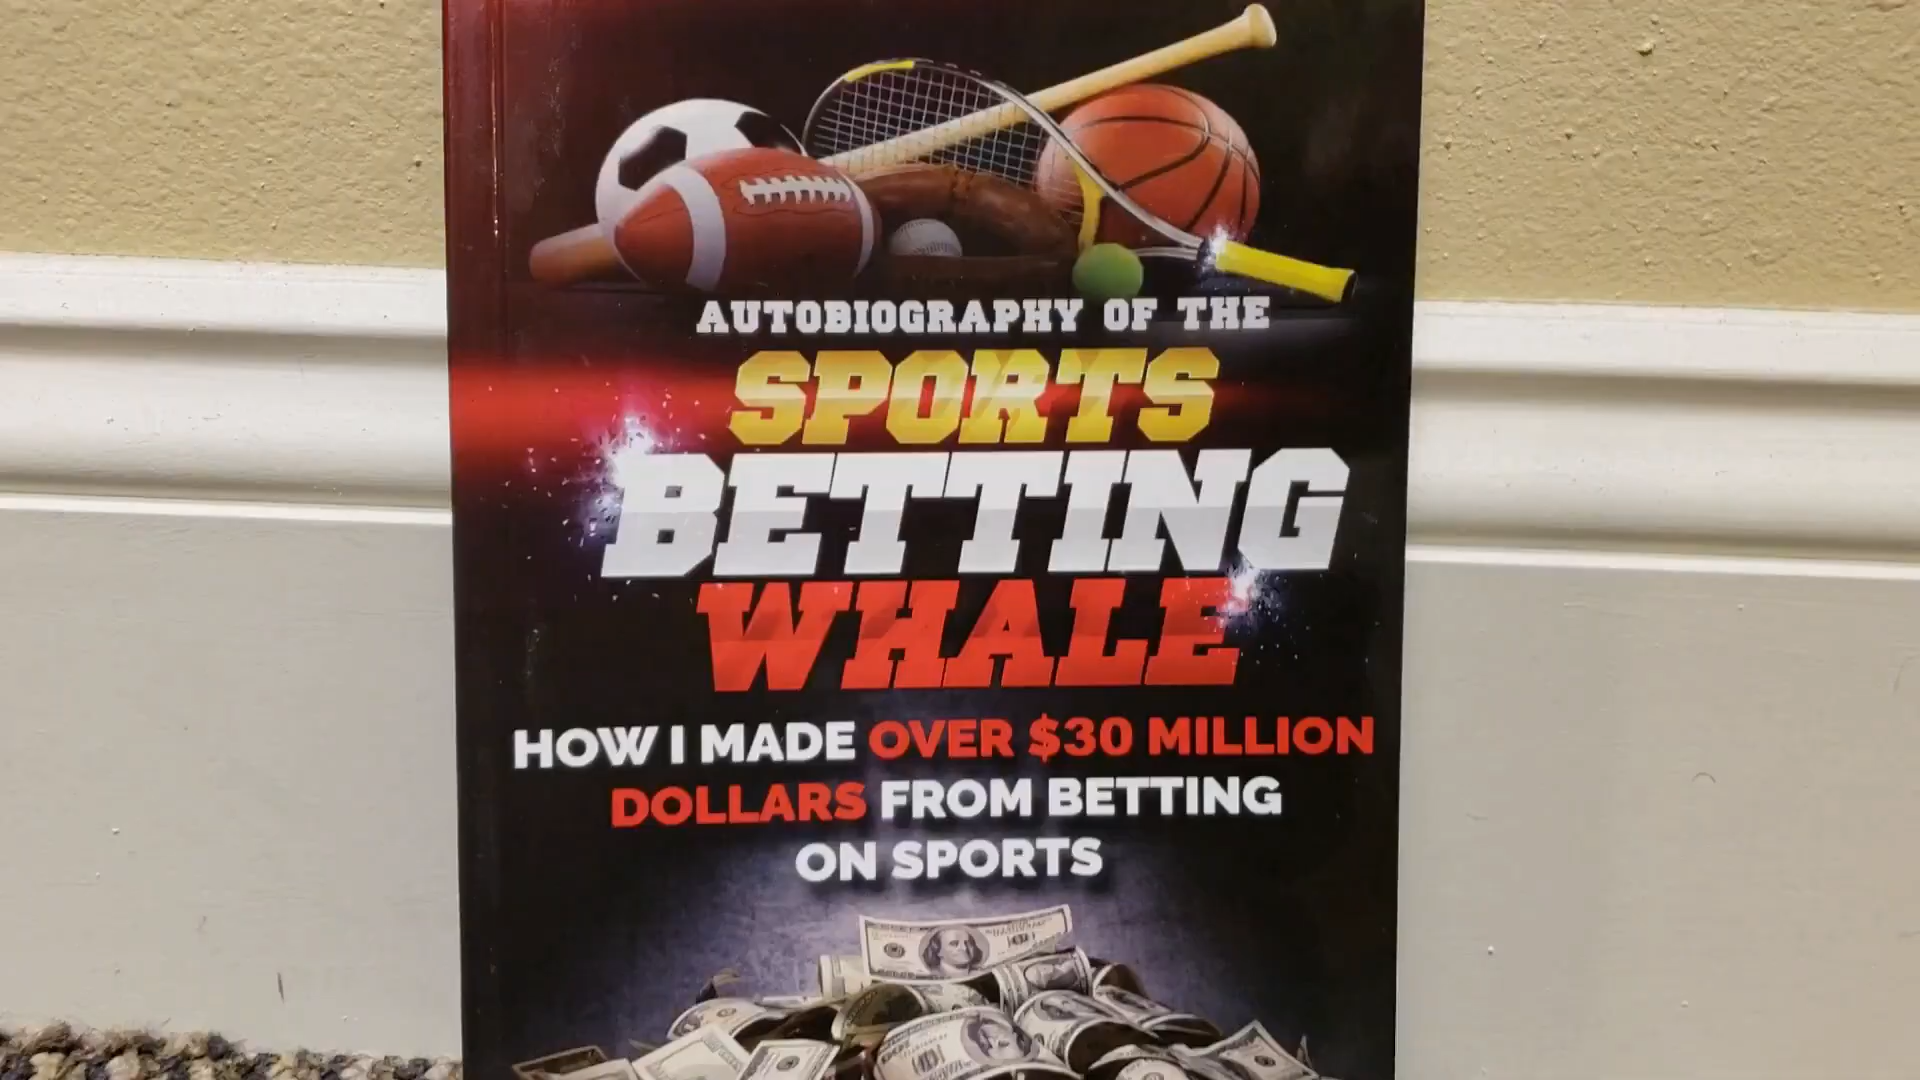 AUTOBIOGRAPHY OF THE
SPORTS
BETTING
WHALE
HOW I MADE OVER $30 MILLION
DOLLARS FROM BETTING
ON SPORTS